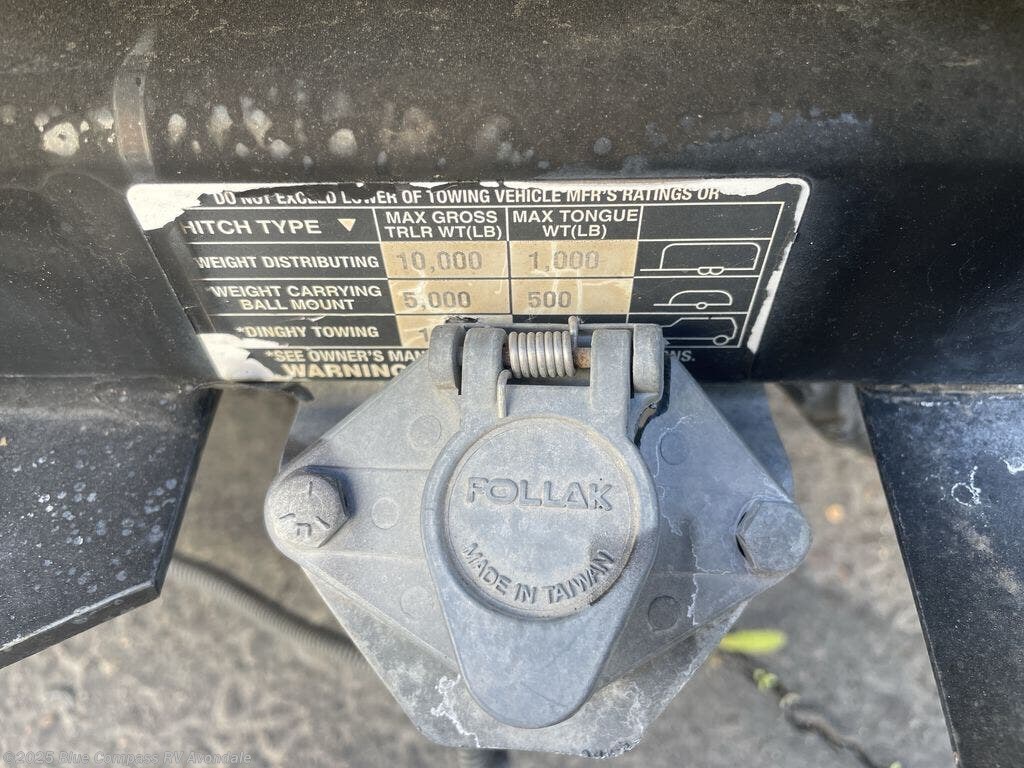 DO NOT EXCEED LOWER OF TOWING VEHICLE MFR'S RATINGS OR
HITCH TYPE
MAX GROSS TRLR WT(LB)
MAX TONGUE WT(LB)
WEIGHT DISTRIBUTING
10,000
1,000
WEIGHT CARRYING BALL MOUNT
5,000
500
*DINGHY TOWING
*SEE OWNER'S
WARNING
FOLLAK
MADE IN TAIWAN
©2025 Blue Compass RV Avondale